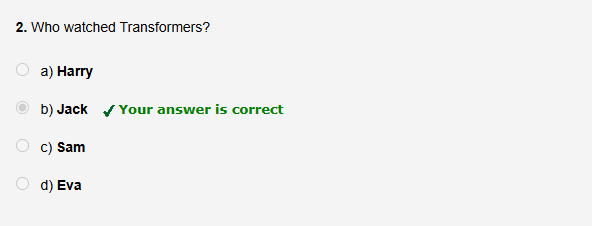 2. Who watched Transformers?
a) Harry
b) Jack ✓ Your answer is correct
c) Sam
d) Eva